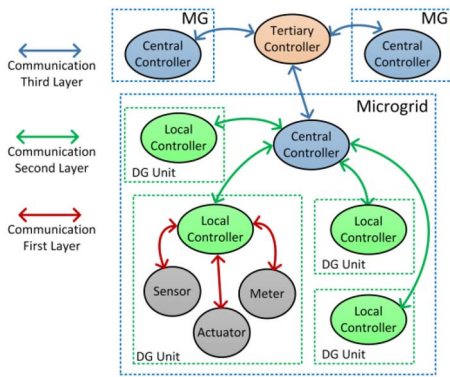 MG
MG
Central
Controller
Tertiary
Controller
Central
Controller
Communication
Third Layer
Microgrid
Local
Controller
DG Unit
Central
Controller
Communication
Second Layer
Communication
First Layer
Local
Controller
Sensor
Meter
Actuator
DG Unit
Local
Controller
DG Unit
Local
Controller
DG Unit